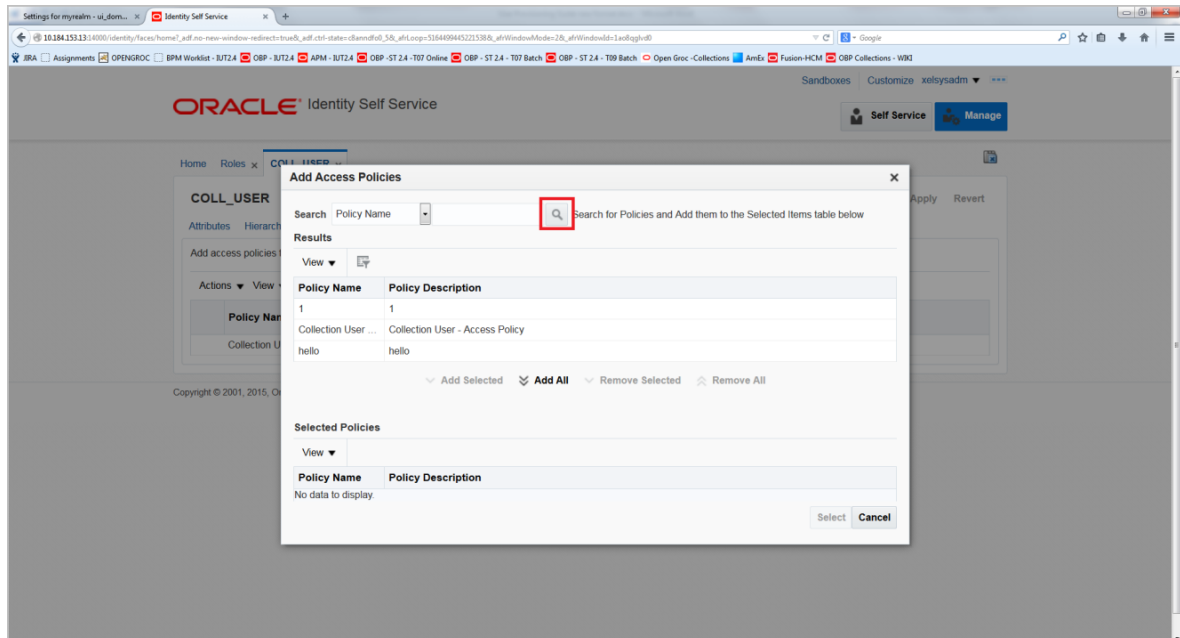 Settings for myrealm - ui_dom...
Identity Self Service
10.184.153.13:14000/identity/faces/home?_adf.no-new-window-redirect=true&_adf.ctrl-state=
Google
JIRA Assignments OPENGROC BPM Worklist - IUT2.4 OBP - IUT2.4 APM - IUT2.4 OBP -ST 2.4 -T07 Online OBP - ST 2.4 - T07 Batch OBP - ST 2.4 - T09 Batch Open Groc -Collections AmEx Fusion-HCM OBP Collections - WIKI
Sandboxes Customize xelsysadm
ORACLE Identity Self Service
Self Service Manage
Home Roles COLL_USER
Add Access Policies
COLL_USER
Apply Revert
Search Policy Name Search for Policies and Add them to the Selected Items table below
Attributes Hierarch
Results
Add access policies
View
Actions View
Policy Name Policy Description
1 1
Policy Nam
Collection User ... Collection User - Access Policy
Collection U
hello hello
Add Selected Add All Remove Selected Remove All
Copyright © 2001, 2015, Or
Selected Policies
View
Policy Name Policy Description
No data to display.
Select Cancel